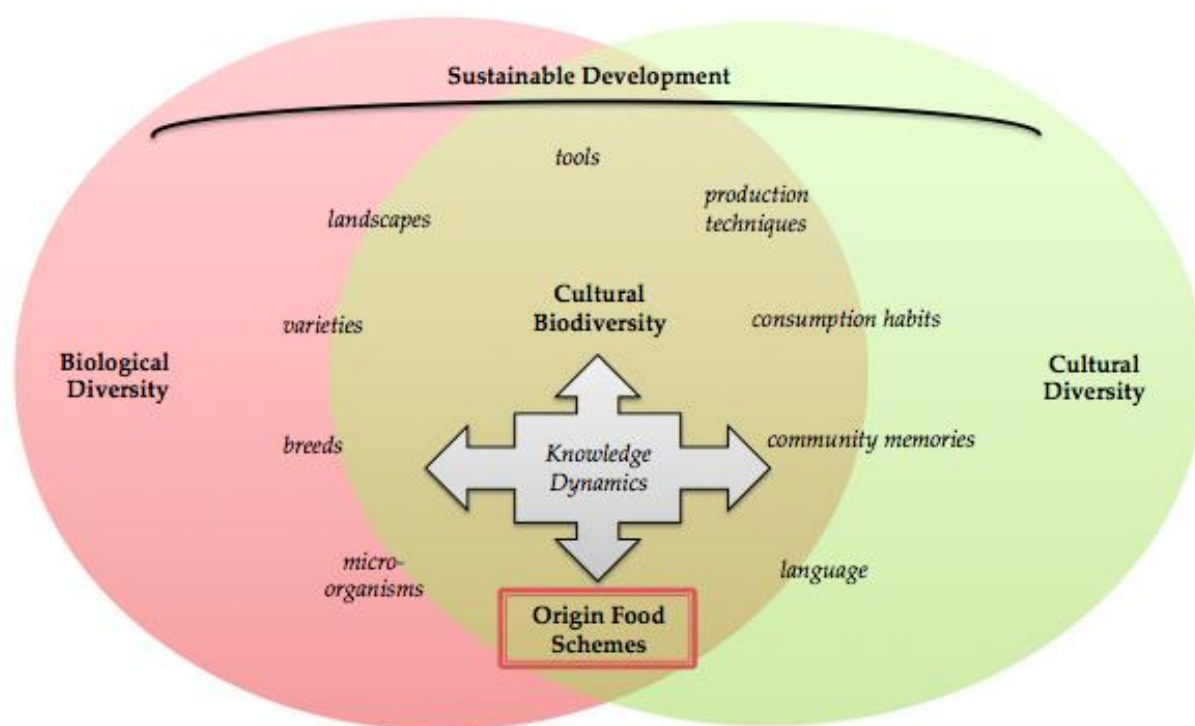 Sustainable Development
tools
production
techniques
landscapes
Cultural
Biodiversity
varieties
consumption habits
Biological
Diversity
Cultural
Diversity
breeds
Knowledge
Dynamics
community memories
micro-
organisms
language
Origin Food
Schemes